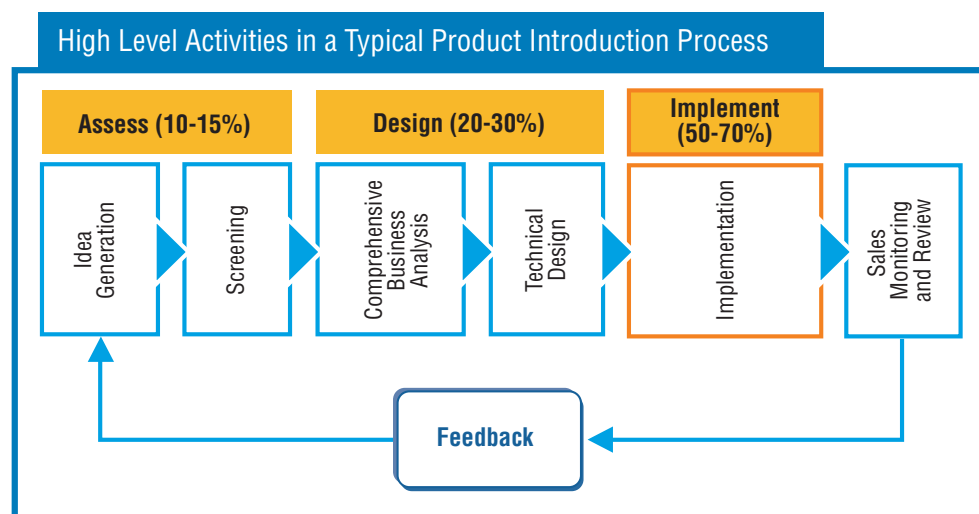 High Level Activities in a Typical Product Introduction Process
Assess (10-15%)
Design (20-30%)
Implement
(50-70%)
Idea
Generation
Screening
Comprehensive
Business
Analysis
Technical
Design
Implementation
Sales
Monitoring
and Review
Feedback